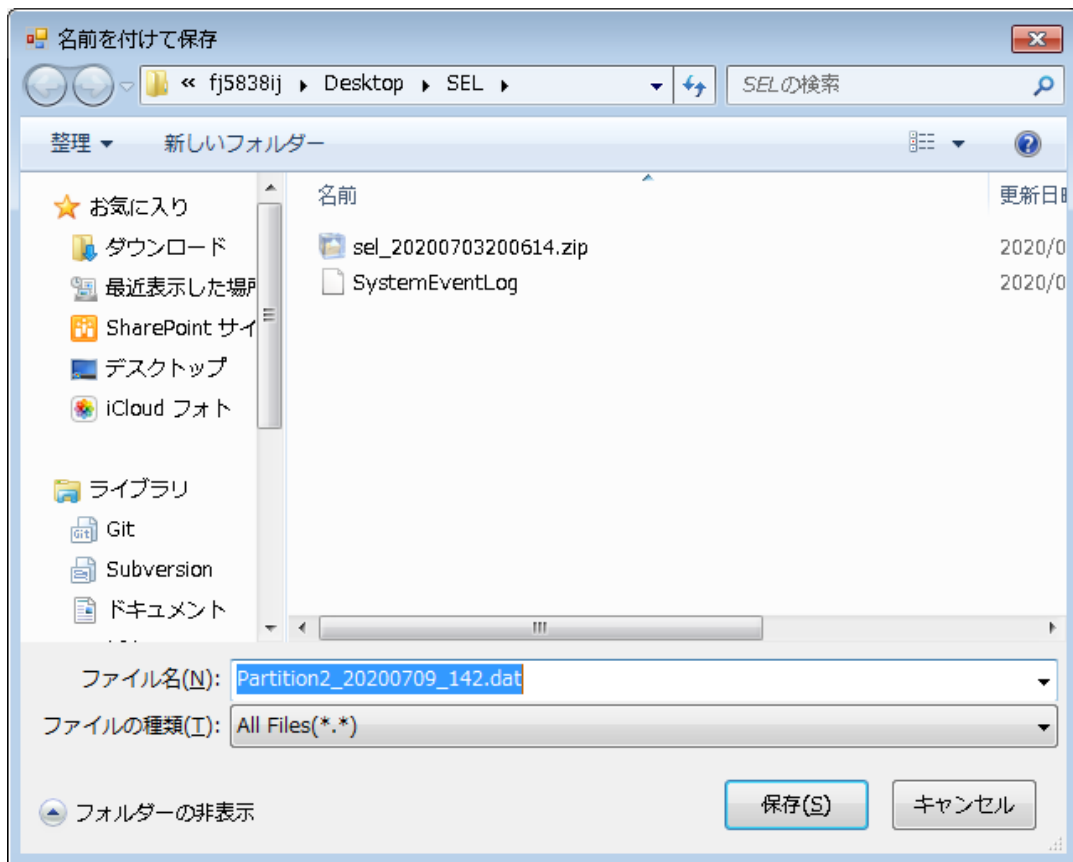 名前を付けて保存
« fj5838ij ▸ Desktop ▸ SEL ▸
SELの検索
整理 ▼ 新しいフォルダー
お気に入り
ダウンロード
最近表示した場所
SharePoint サイ
デスクトップ
iCloud フォト
ライブラリ
Git
Subversion
ドキュメント
名前 更新日時
sel_20200703200614.zip 2020/0
SystemEventLog 2020/0
ファイル名(N): Partition2_20200709_142.dat
ファイルの種類(T): All Files(*.*)
フォルダーの非表示
保存(S) キャンセル